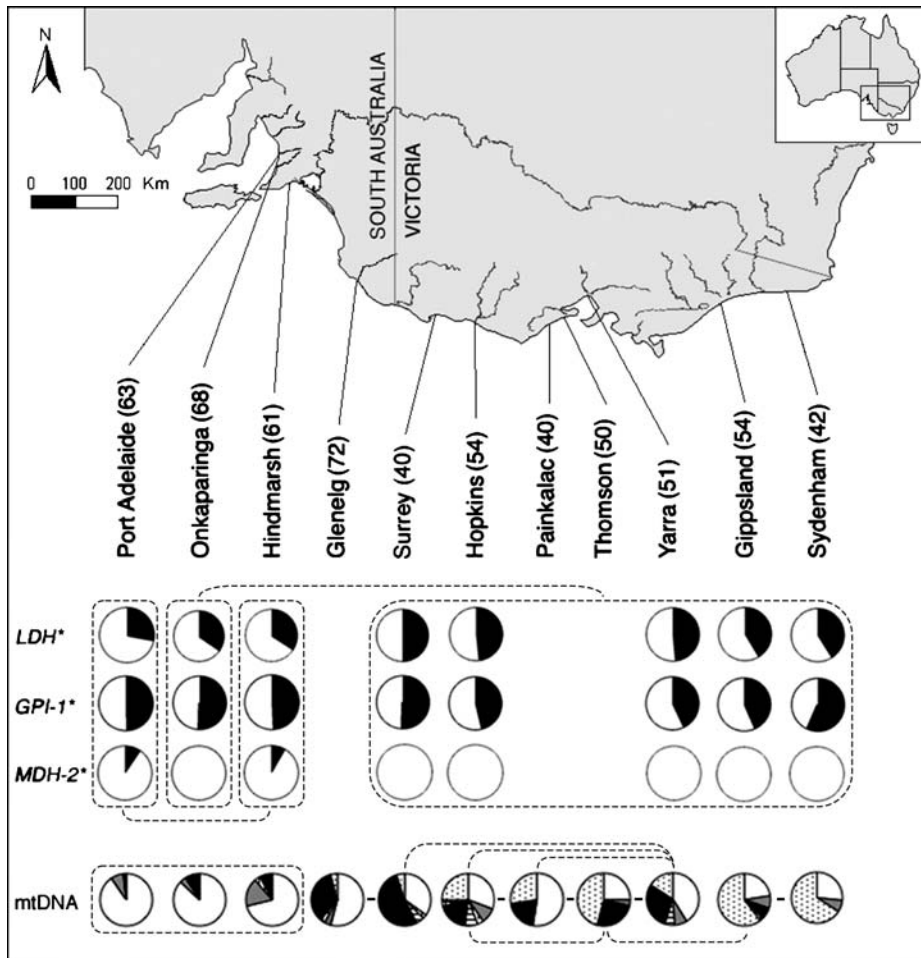 N
0 100 200 Km
SOUTH AUSTRALIA
VICTORIA
Port Adelaide (63)
Onkaparinga (68)
Hindmarsh (61)
Glenelg (72)
Surrey (40)
Hopkins (54)
Painkalac (40)
Thomson (50)
Yarra (51)
Gippsland (54)
Sydenham (42)
LDH*
GPI-1*
MDH-2*
mtDNA